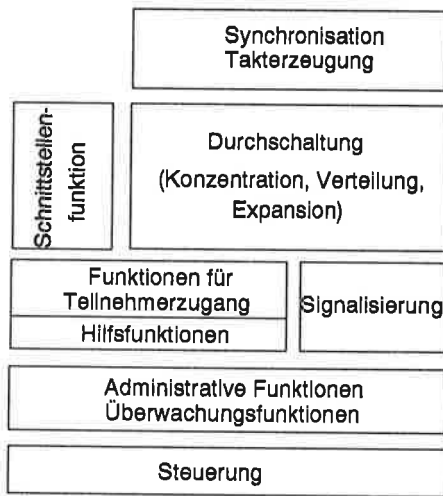 Synchronisation
Takterzeugung
Schnittstellen-
funktion
Durchschaltung
(Konzentration, Verteilung,
Expansion)
Funktionen für
Teilnehmerzugang
Hilfsfunktionen
Signalisierung
Administrative Funktionen
Überwachungsfunktionen
Steuerung